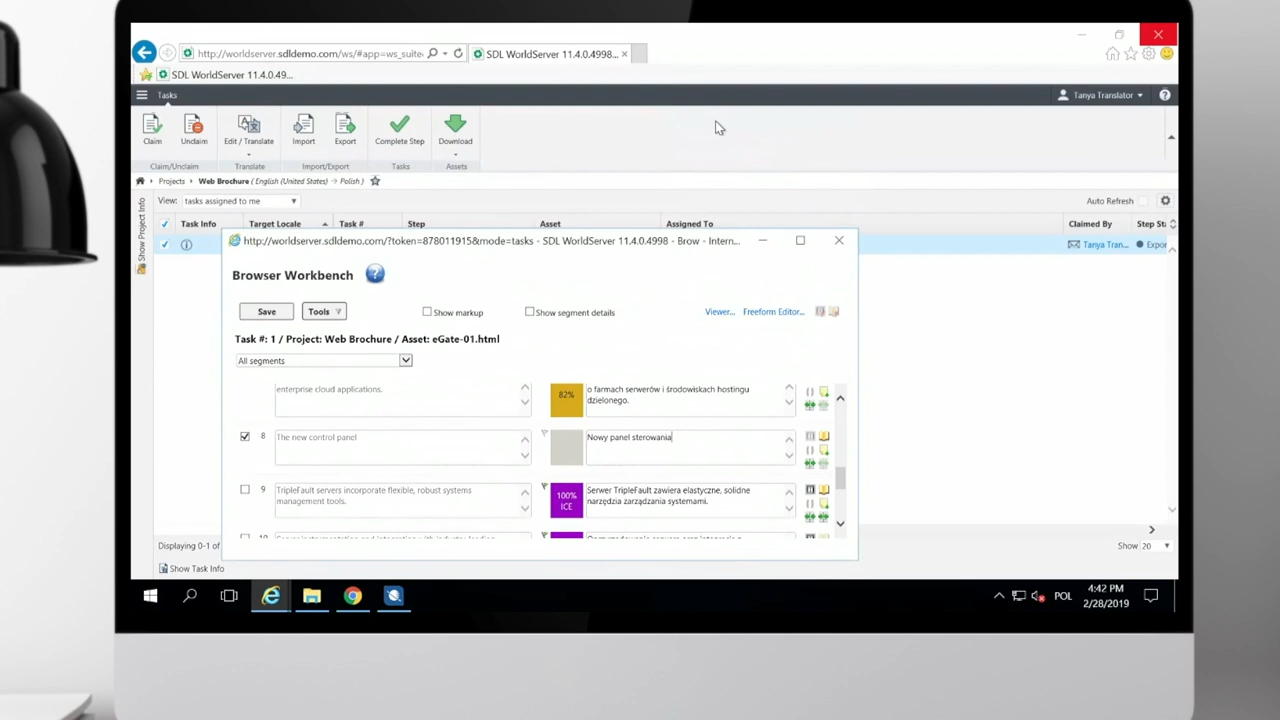 http://worldserver.sdldemo.com/ws/#app=ws_suite
SDL WorldServer 11.4.0.4998...
SDL WorldServer 11.4.0.49...
Tasks
Tanya Translator
Claim
Unclaim
Edit / Translate
Import
Export
Complete Step
Download
Claim/Unclaim
Translate
Import/Export
Tasks
Assets
Projects > Web Brochure ( English (United States) → Polish )
View: tasks assigned to me
Auto Refresh
Show Project Info
Task Info
Target Locale
Task #
Step
Asset
Assigned To
Claimed By
Step St
Tanya Tran...
Expor
http://worldserver.sdldemo.com/?token=878011915&mode=tasks - SDL WorldServer 11.4.0.4998 - Brow - Intern...
Browser Workbench
Save
Tools
Show markup
Show segment details
Viewer...
Freeform Editor...
Task #: 1 / Project: Web Brochure / Asset: eGate-01.html
All segments
enterprise cloud applications.
82%
o farmach serwerów i środowiskach hostingu
dzielonego.
8
The new control panel
Nowy panel sterowania
9
TripleFault servers incorporate flexible, robust systems
management tools.
100%
ICE
Serwer TripleFault zawiera elastyczne, solidne
narzędzia zarządzania systemami.
10
Displaying 0-1 of
Show 20
Show Task Info
POL
4:42 PM
2/28/2019